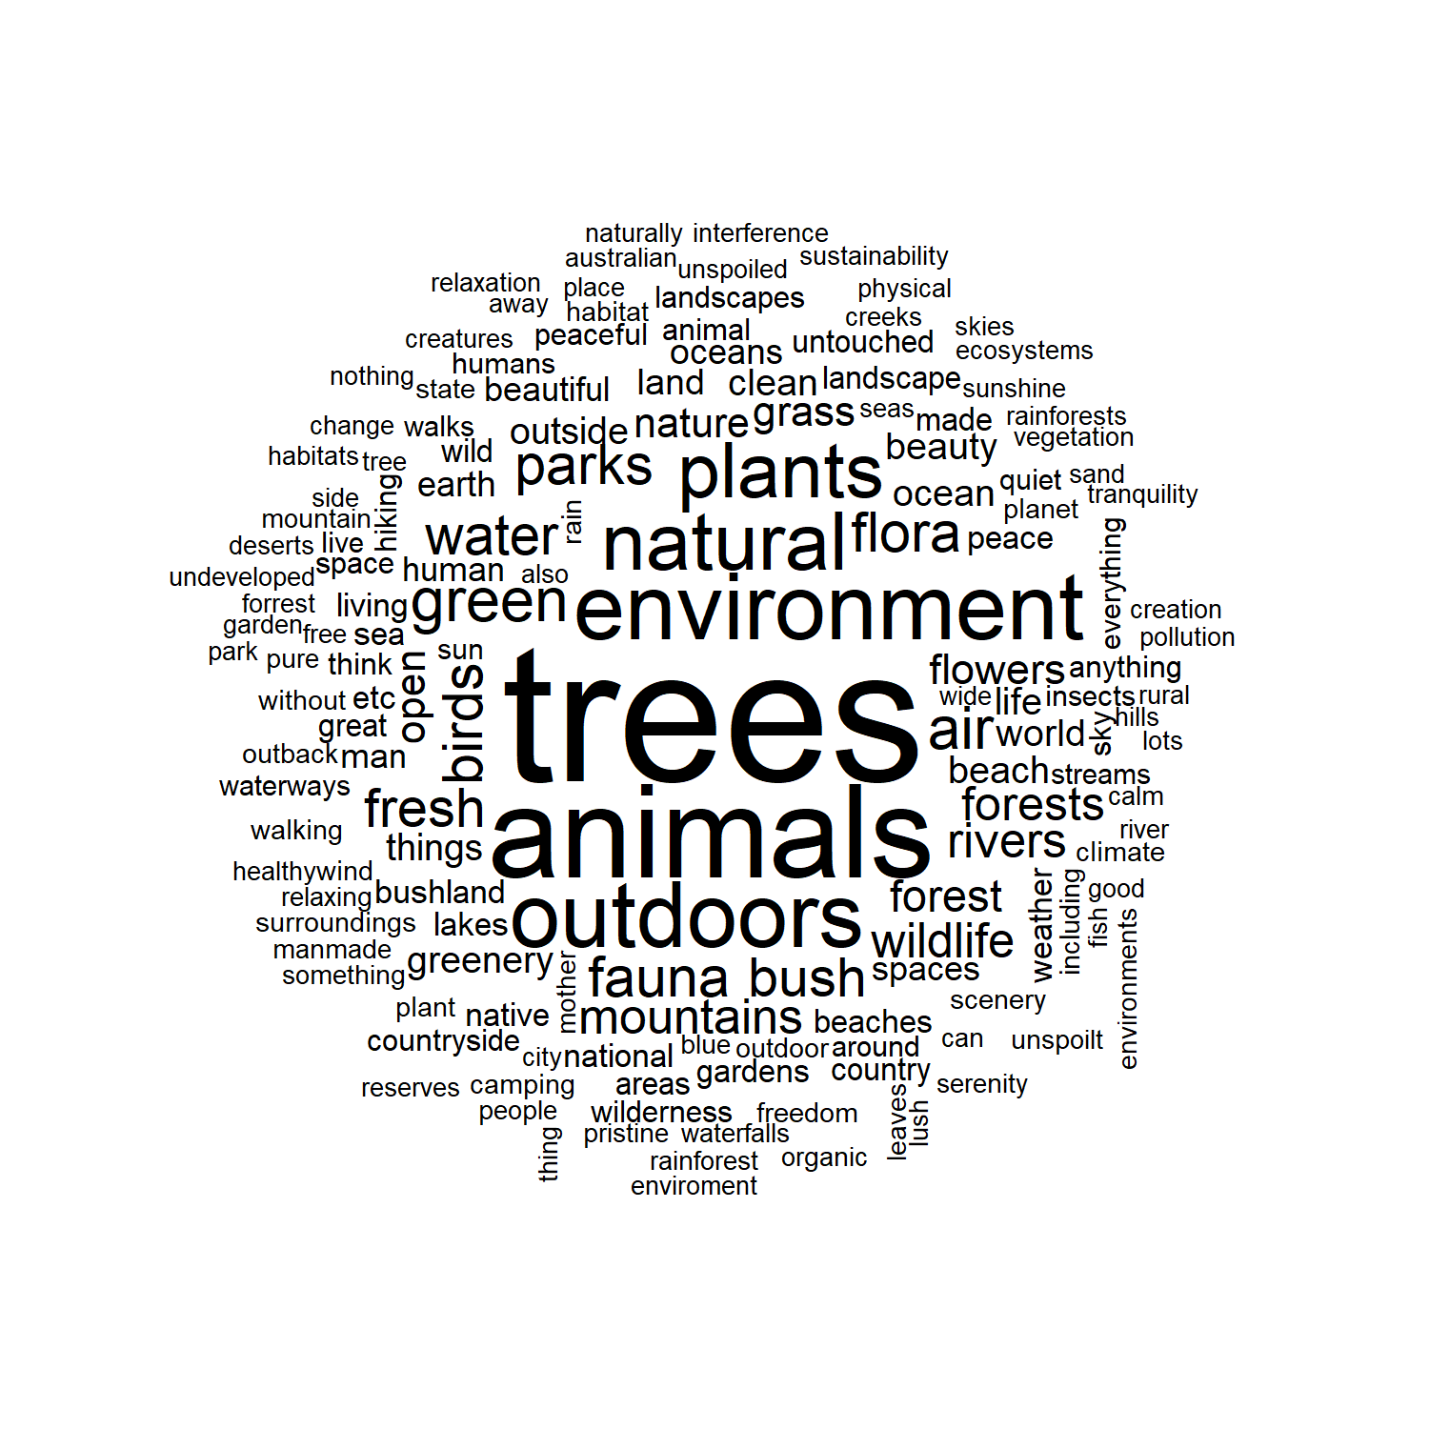 naturally interference
australian unspoiled sustainability
relaxation place landscapes physical
away habitat creeks
creatures peaceful animal untouched skies
humans oceans ecosystems
nothing state beautiful land clean landscape sunshine
change walks outside nature grass seas made rainforests
habitats tree wild parks plants beauty vegetation
side earth ocean quiet sand tranquility
mountain hiking water rain natural flora planet peace
deserts live
undeveloped space human also everything
forrest living green environment creation
garden free sea pollution
park pure think open birds sun trees flowers anything
without etc wide life insects rural
great air world sky hills
outback man lots
waterways fresh animals beach streams
forests calm
walking things rivers river
climate
healthy wind
relaxing bushland outdoors forest weather including good
surroundings lakes wildlife fish environments
manmade greenery fauna bush spaces
something mother
plant native mountains beaches scenery
countryside city national blue outdoor around can unspoilt
reserves camping areas gardens country serenity
people wilderness freedom leaves lush
thing pristine waterfalls
rainforest organic
enviroment